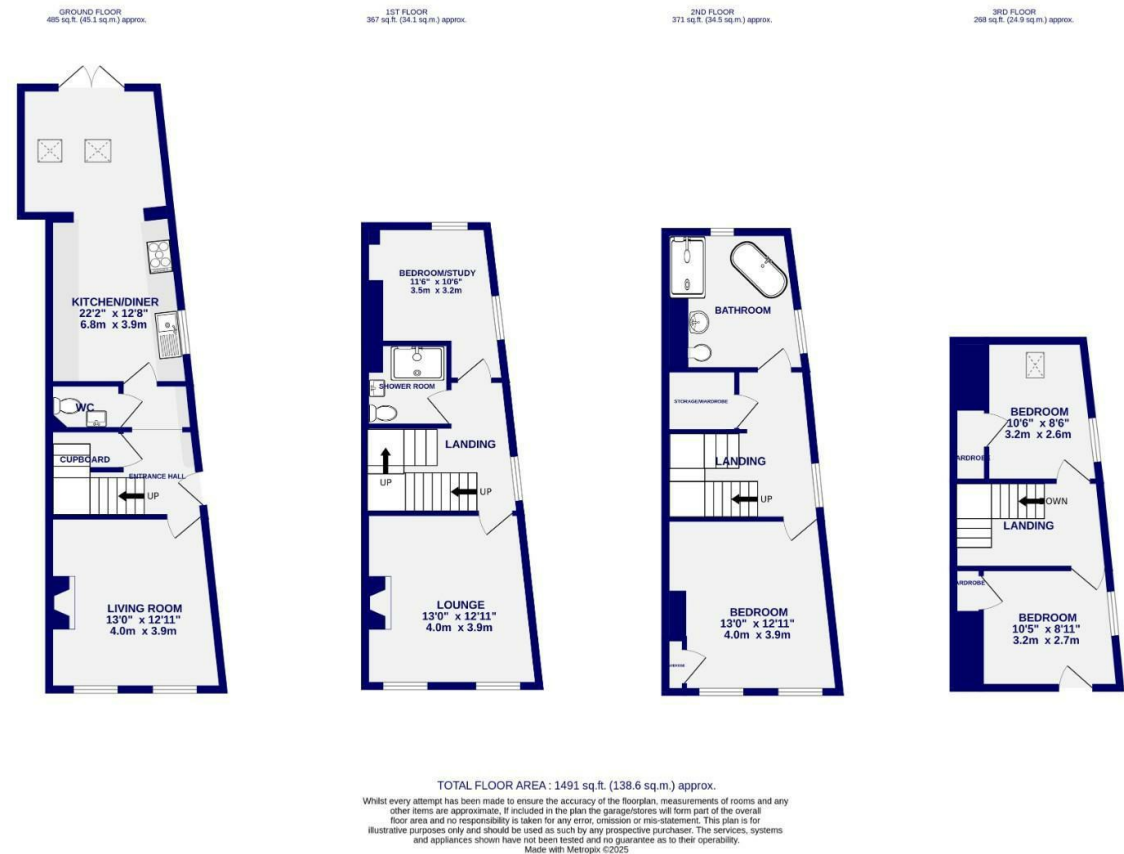 GROUND FLOOR
485 sq.ft. (45.1 sq.m.) approx.
1ST FLOOR
367 sq.ft. (34.1 sq.m.) approx.
2ND FLOOR
371 sq.ft. (34.5 sq.m.) approx.
3RD FLOOR
268 sq.ft. (24.9 sq.m.) approx.
KITCHEN/DINER
22'2" x 12'8"
6.8m x 3.9m
WC
CUPBOARD
ENTRANCE HALL
UP
LIVING ROOM
13'0" x 12'11"
4.0m x 3.9m
BEDROOM/STUDY
11'6" x 10'6"
3.5m x 3.2m
SHOWER ROOM
LANDING
UP
UP
LOUNGE
13'0" x 12'11"
4.0m x 3.9m
BATHROOM
STORAGE/WARDROBE
LANDING
UP
BEDROOM
13'0" x 12'11"
4.0m x 3.9m
BEDROOM
10'6" x 8'6"
3.2m x 2.6m
ARDROBE
OWN
LANDING
ARDROBE
BEDROOM
10'5" x 8'11"
3.2m x 2.7m
TOTAL FLOOR AREA : 1491 sq.ft. (138.6 sq.m.) approx.
Whilst every attempt has been made to ensure the accuracy of the floorplan, measurements of rooms and any
other items are approximate, If included in the plan the garage/stores will form part of the overall
floor area and no responsibility is taken for any error, omission or mis-statement. This plan is for
illustrative purposes only and should be used as such by any prospective purchaser. The services, systems
and appliances shown have not been tested and no guarantee as to their operability.
Made with Metropix ©2025